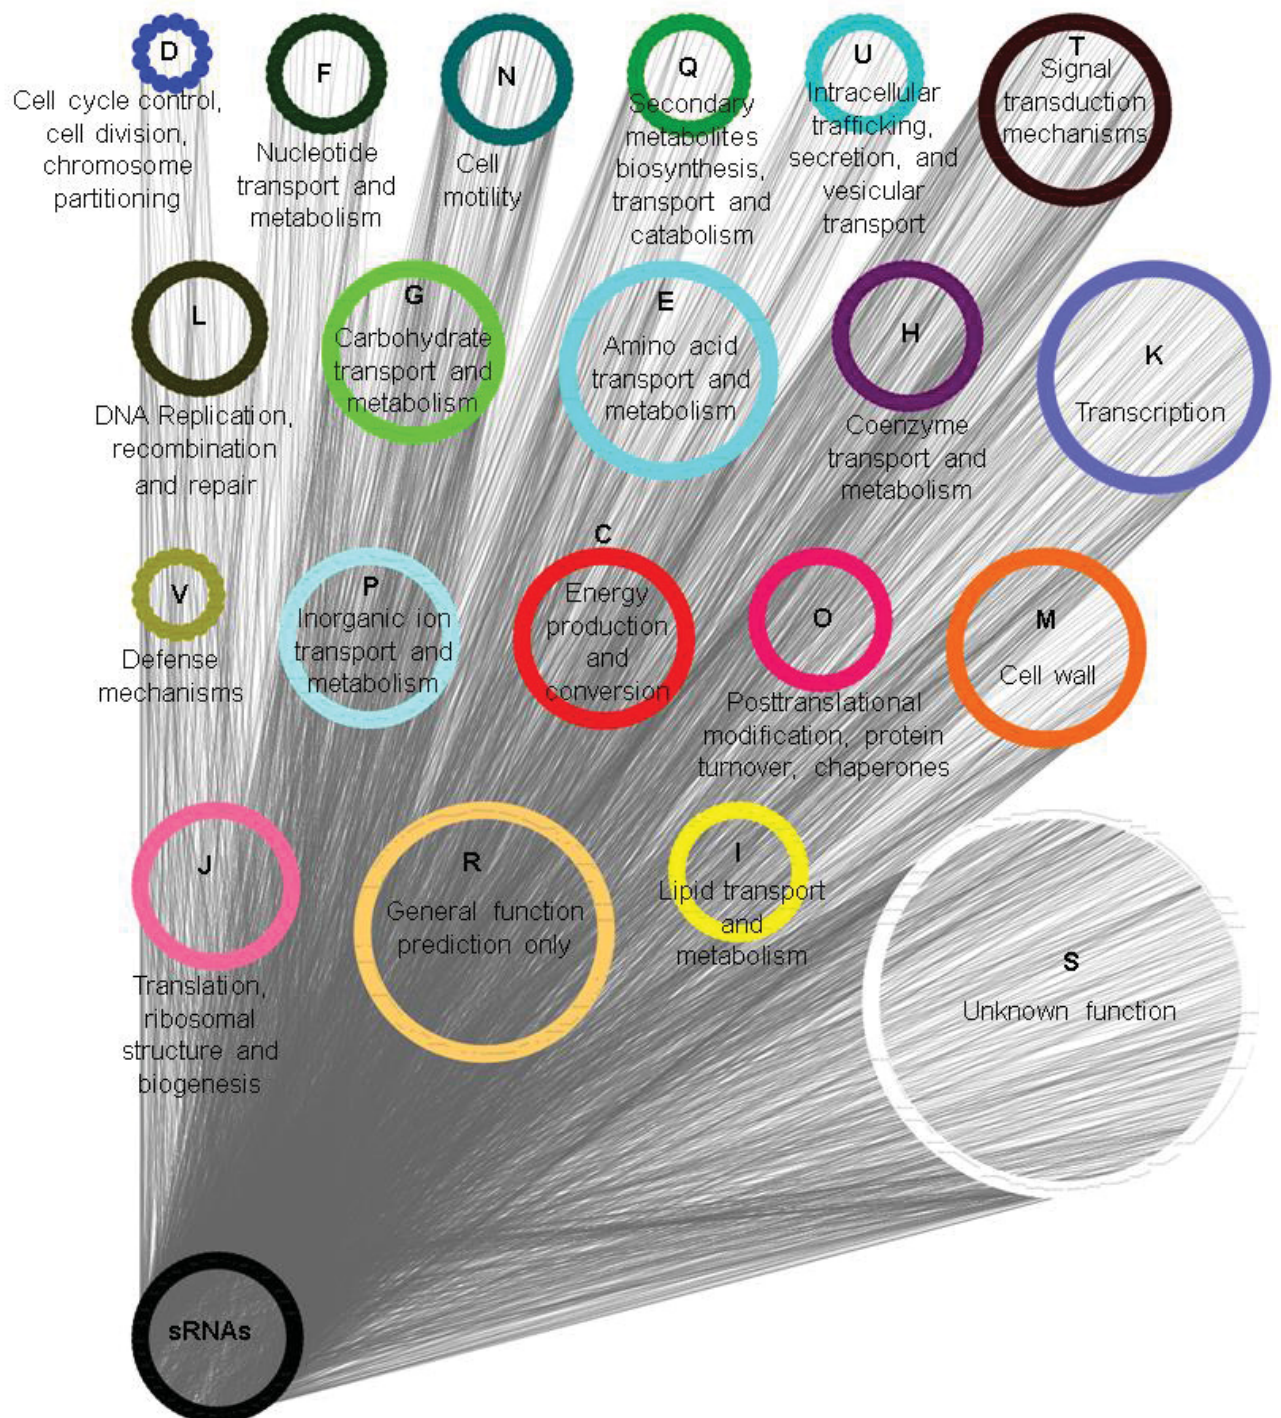 D
Cell cycle control,
cell division,
chromosome
partitioning
F
Nucleotide
transport and
metabolism
N
Cell
motility
Q
Secondary
metabolites
biosynthesis,
transport and
catabolism
U
Intracellular
trafficking,
secretion, and
vesicular
transport
T
Signal
transduction
mechanisms
L
DNA Replication,
recombination
and repair
G
Carbohydrate
transport and
metabolism
E
Amino acid
transport and
metabolism
H
Coenzyme
transport and
metabolism
K
Transcription
V
Defense
mechanisms
P
Inorganic ion
transport and
metabolism
C
Energy
production
and
conversion
O
Posttranslational
modification, protein
turnover, chaperones
M
Cell wall
J
Translation,
ribosomal
structure and
biogenesis
R
General function
prediction only
I
Lipid transport
and
metabolism
S
Unknown function
sRNAs